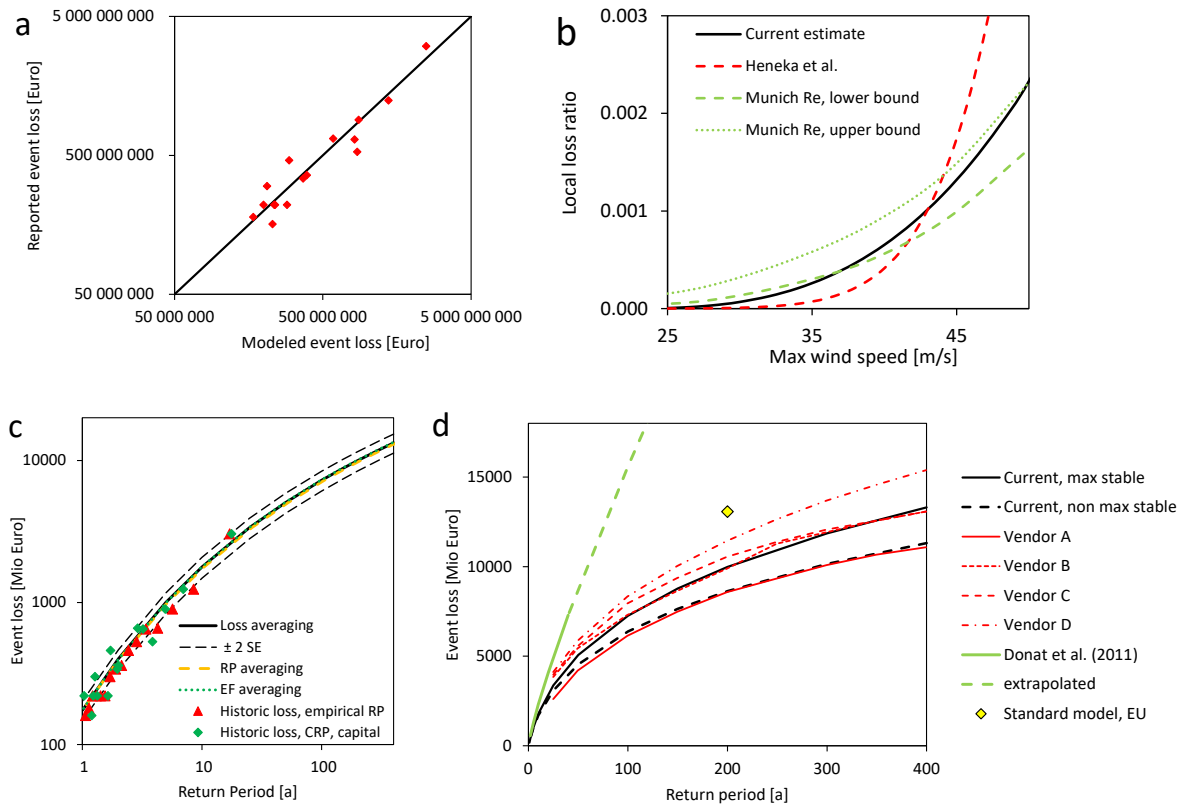 a
5 000 000 000
500 000 000
50 000 000
Reported event loss [Euro]
50 000 000
500 000 000
5 000 000 000
Modeled event loss [Euro]
b
0.003
0.002
0.001
0.000
Local loss ratio
Current estimate
Heneka et al.
Munich Re, lower bound
Munich Re, upper bound
25
35
45
Max wind speed [m/s]
c
10000
1000
100
Event loss [Mio Euro]
Loss averaging
± 2 SE
RP averaging
EF averaging
Historic loss, empirical RP
Historic loss, CRP, capital
1
10
100
Return Period [a]
d
15000
10000
5000
0
Event loss [Mio Euro]
0
100
200
300
400
Return period [a]
Current, max stable
Current, non max stable
Vendor A
Vendor B
Vendor C
Vendor D
Donat et al. (2011)
extrapolated
Standard model, EU